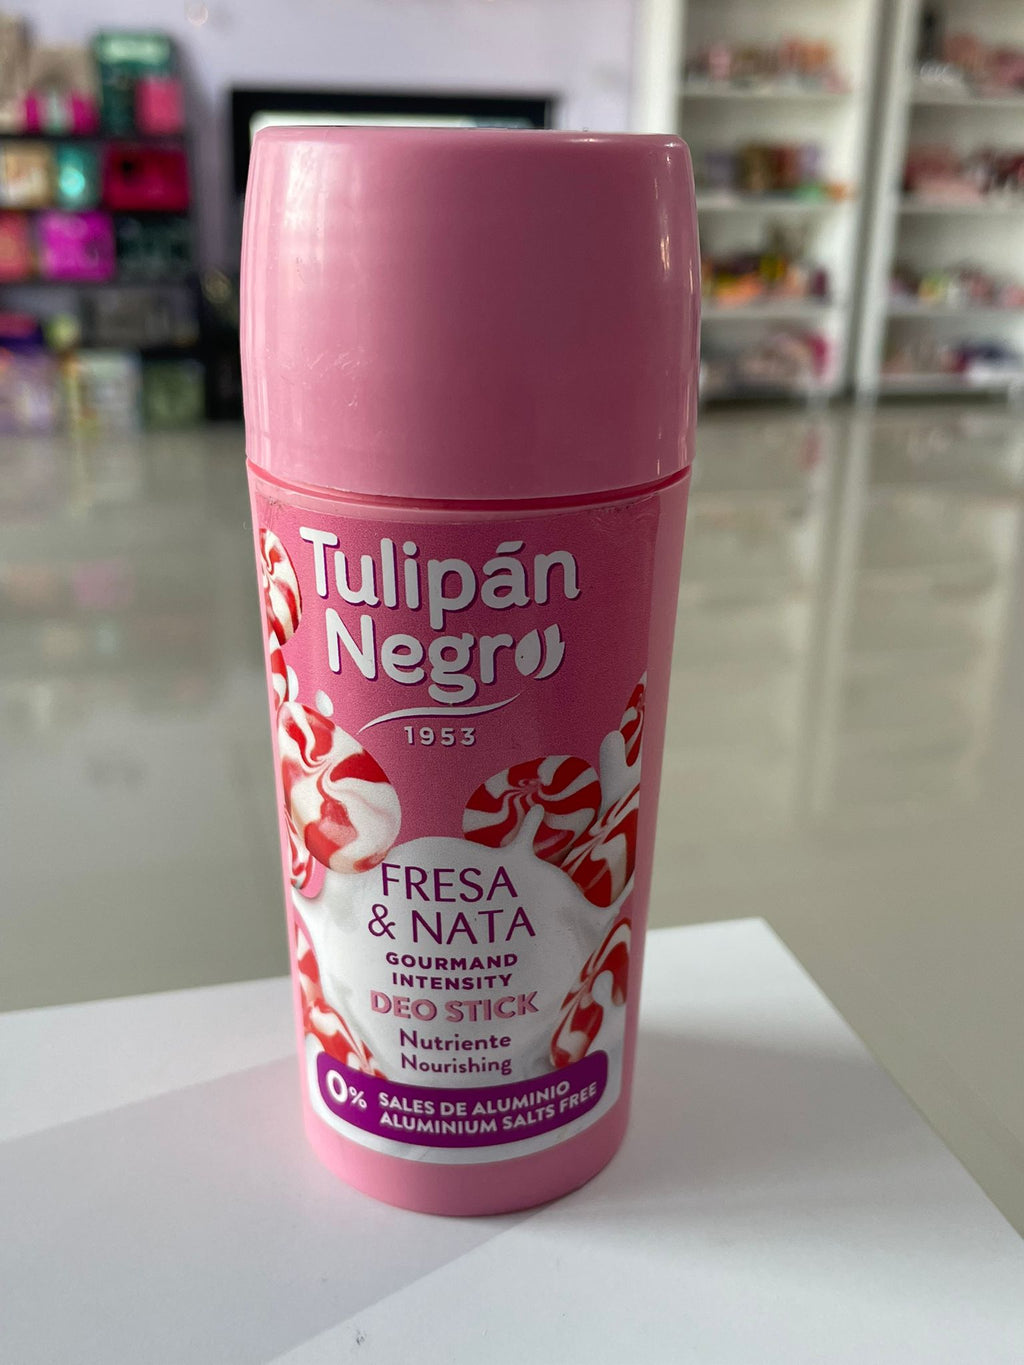 Tulipán
Negro
1953
FRESA
& NATA
GOURMAND
INTENSITY
DEO STICK
Nutriente
Nourishing
0% SALES DE ALUMINIO
ALUMINIUM SALTS FREE